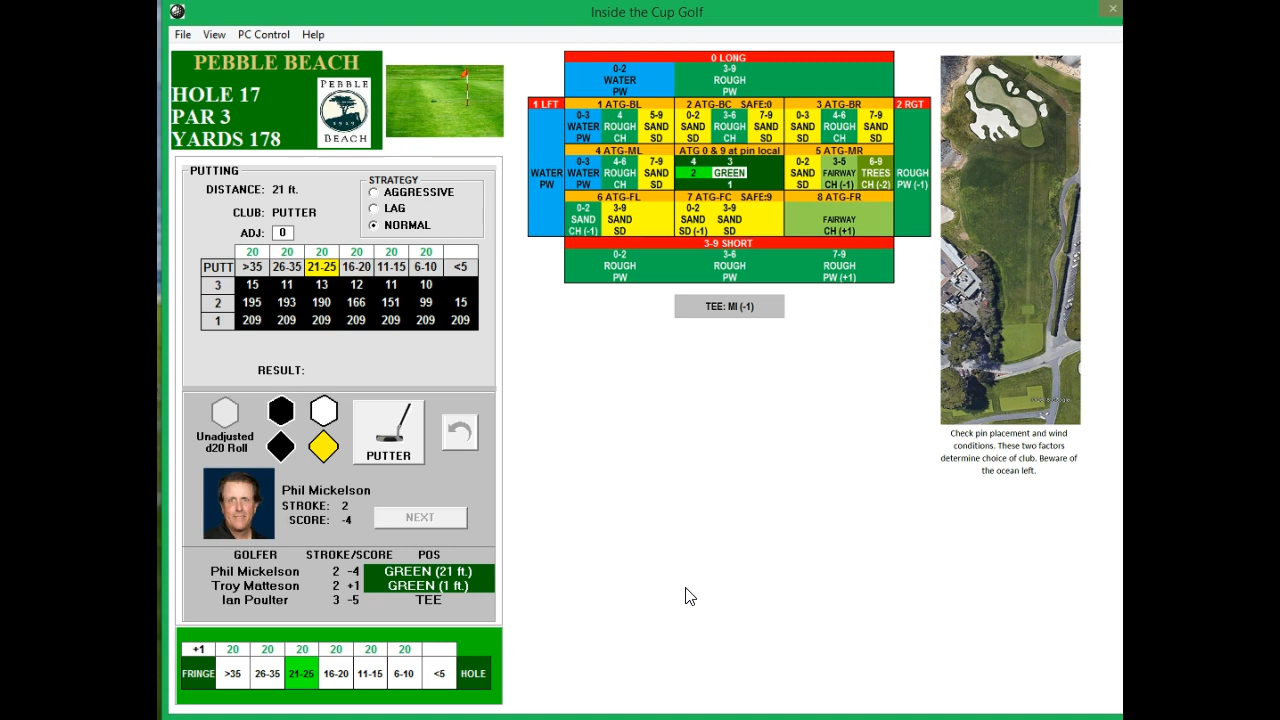 Inside the Cup Golf
File View PC Control Help
PEBBLE BEACH
HOLE 17
PAR 3
YARDS 178
PEBBLE
BEACH
PUTTING
DISTANCE: 21 ft.
CLUB: PUTTER
ADJ: 0
STRATEGY
AGGRESSIVE
LAG
NORMAL
20 20 20 20 20 20
PUTT >35 26-35 21-25 16-20 11-15 6-10 <5
3 15 11 13 12 11 10
2 195 193 190 166 151 99 15
1 209 209 209 209 209 209 209
RESULT:
Unadjusted
d20 Roll
PUTTER
Phil Mickelson
STROKE: 2
SCORE: -4
NEXT
GOLFER STROKE/SCORE POS
Phil Mickelson 2 -4 GREEN (21 ft.)
Troy Matteson 2 +1 GREEN (1 ft.)
Ian Poulter 3 -5 TEE
+1 20 20 20 20 20 20
FRINGE >35 26-35 21-25 16-20 11-15 6-10 <5 HOLE
0 LONG
0-2 3-9
WATER ROUGH
PW PW
1 LFT 1 ATG-BL 2 ATG-BC SAFE:0 3 ATG-BR 2 RGT
0-3 4 5-9 0-2 3-6 7-9 0-3 4-6 7-9
WATER ROUGH SAND SAND ROUGH SAND SAND ROUGH SAND
PW CH SD SD CH SD SD CH SD
4 ATG-ML ATG 0 & 9 at pin local 5 ATG-MR
0-3 4-6 7-9 4 3 0-2 3-5 6-9
WATER WATER ROUGH SAND 2 GREEN SAND FAIRWAY TREES ROUGH
PW PW CH SD 1 SD CH (-1) CH (-2) PW (-1)
6 ATG-FL 7 ATG-FC SAFE:9 8 ATG-FR
0-2 3-9 0-2 3-9
SAND SAND SAND SAND FAIRWAY
CH (-1) SD SD (-1) SD CH (+1)
3-9 SHORT
0-2 3-6 7-9
ROUGH ROUGH ROUGH
PW PW PW (+1)
TEE: MI (-1)
Check pin placement and wind
conditions. These two factors
determine choice of club. Beware of
the ocean left.